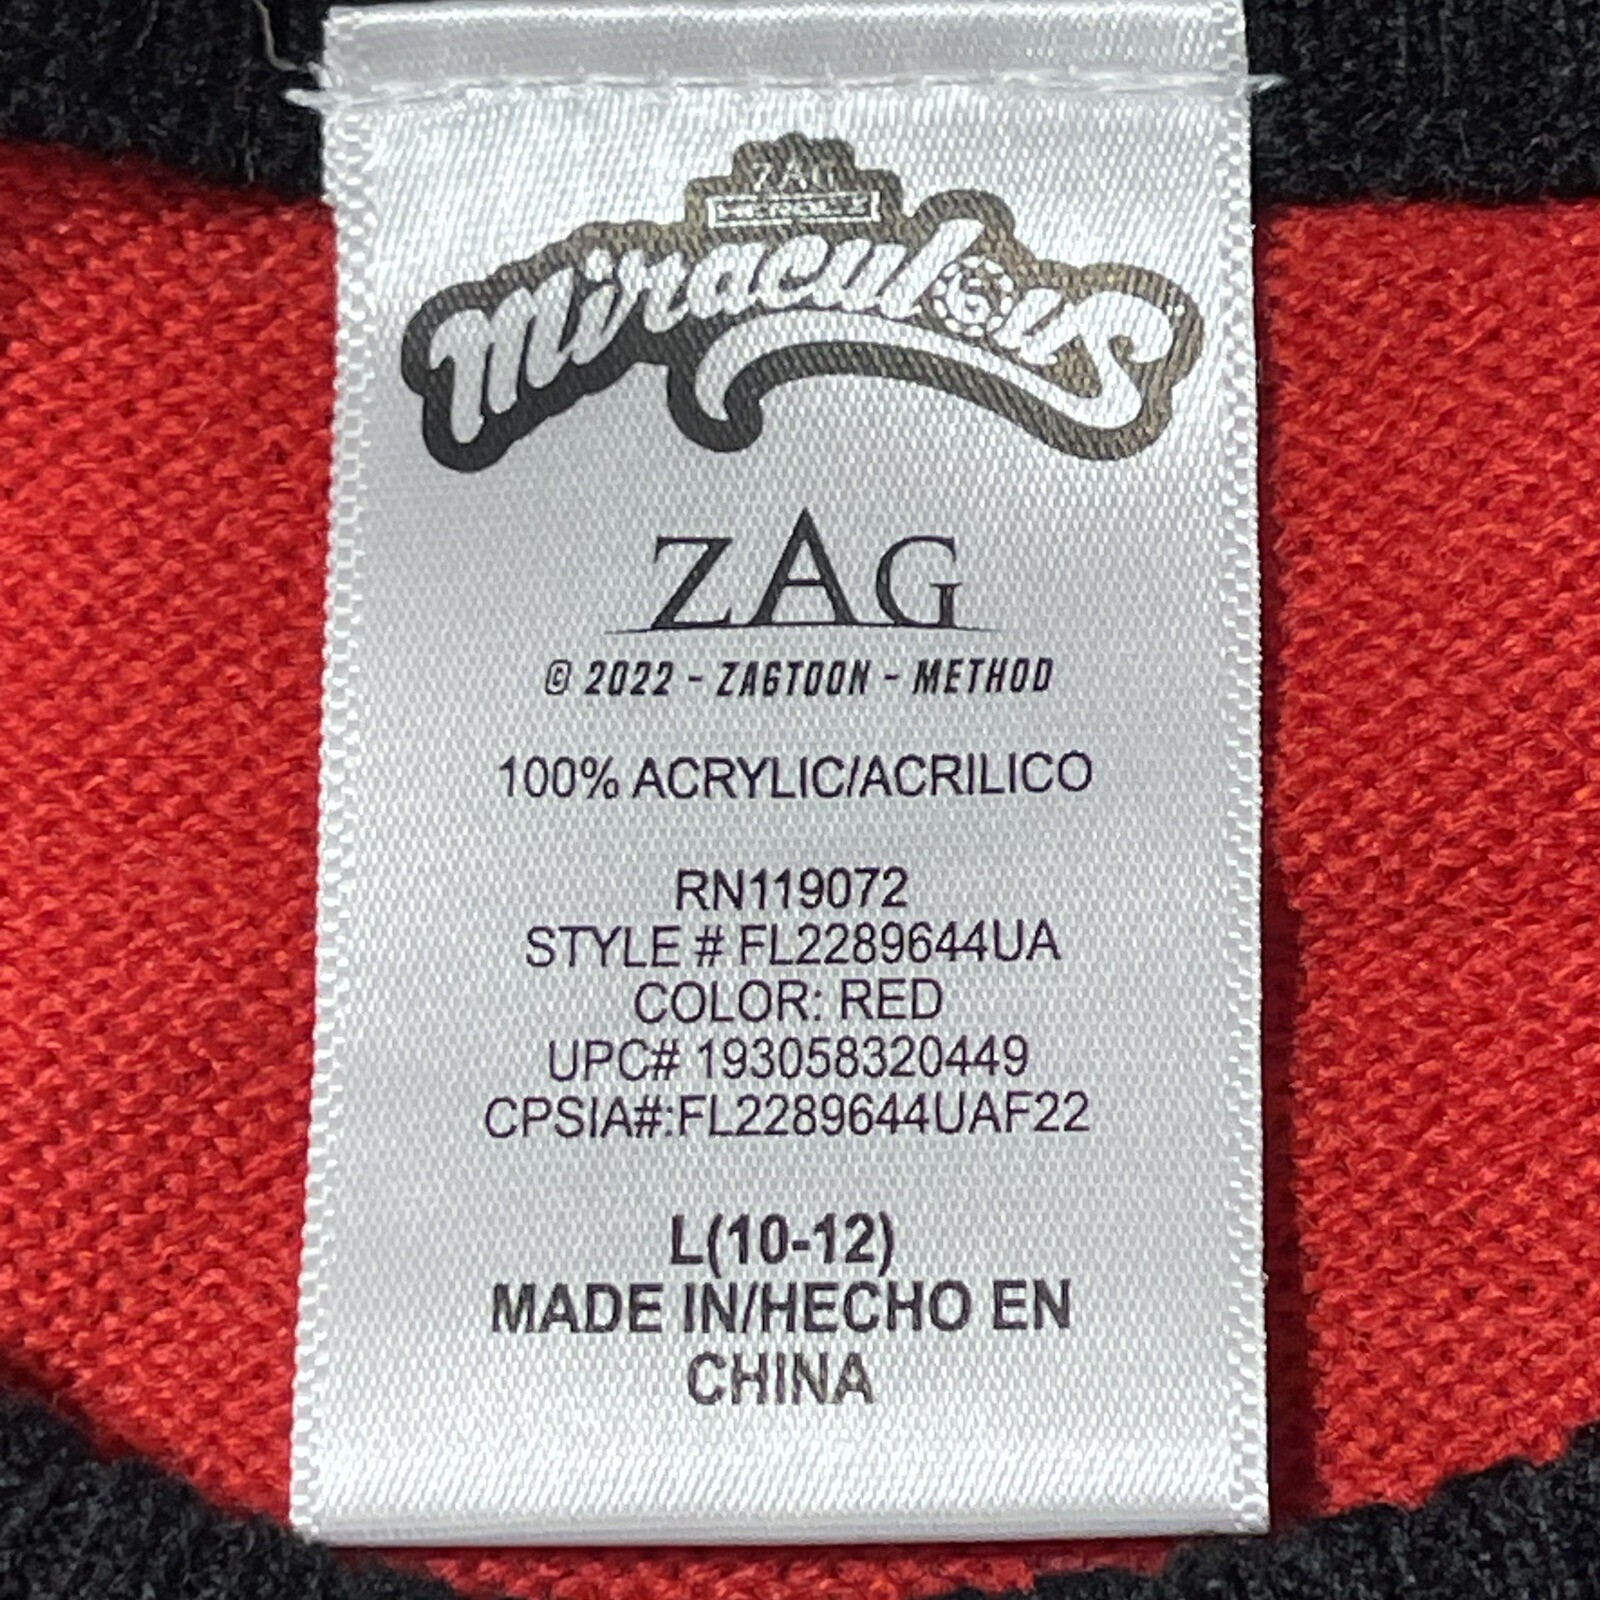 ZAG
Miraculous
ZAG
© 2022 - ZAGTOON - METHOD
100% ACRYLIC/ACRILICO
RN119072
STYLE # FL2289644UA
COLOR: RED
UPC# 193058320449
CPSIA#:FL2289644UAF22
L(10-12)
MADE IN/HECHO EN
CHINA